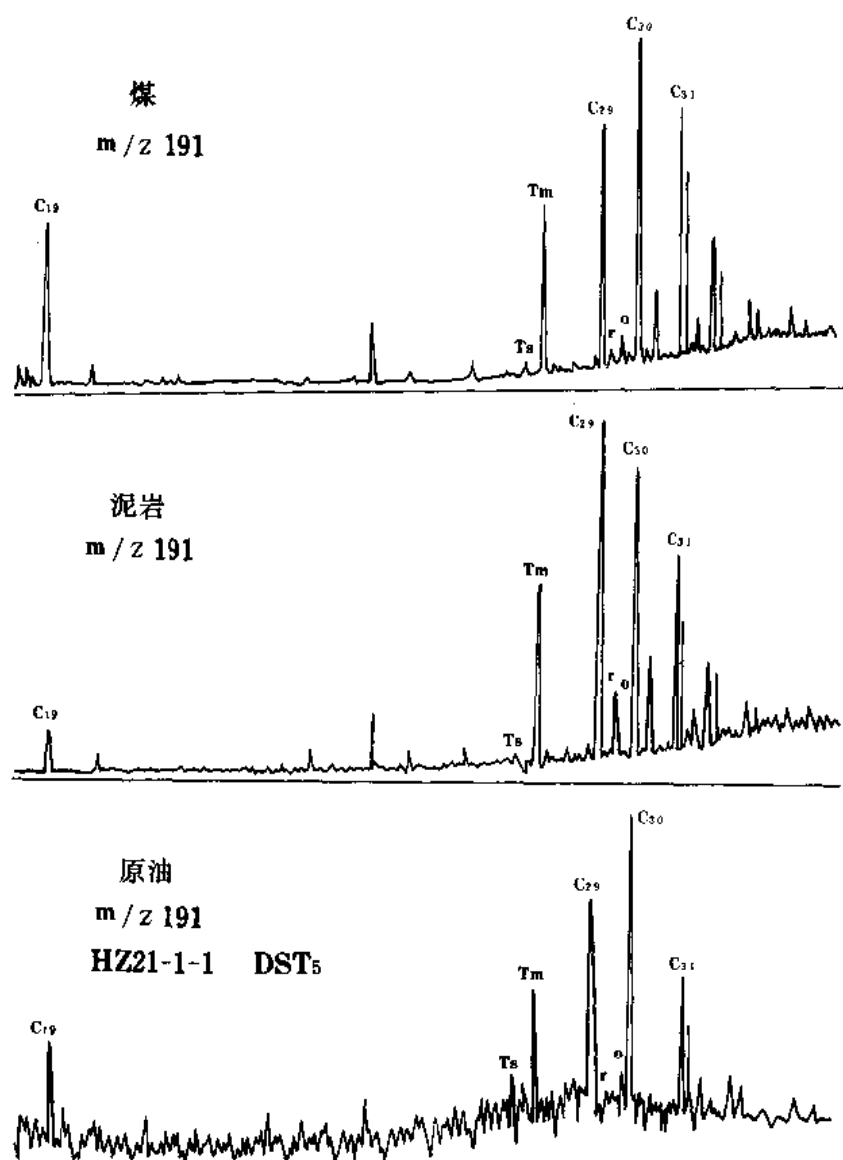 煤
m/z 191
C₁₉
Ts
Tm
C₂₉
r
o
C₃₀
C₃₁
泥岩
m/z 191
C₁₉
Ts
Tm
C₂₉
r
o
C₃₀
C₃₁
原油
m/z 191
HZ21-1-1 DST₅
C₁₉
Ts
Tm
C₂₉
r
o
C₃₀
C₃₁